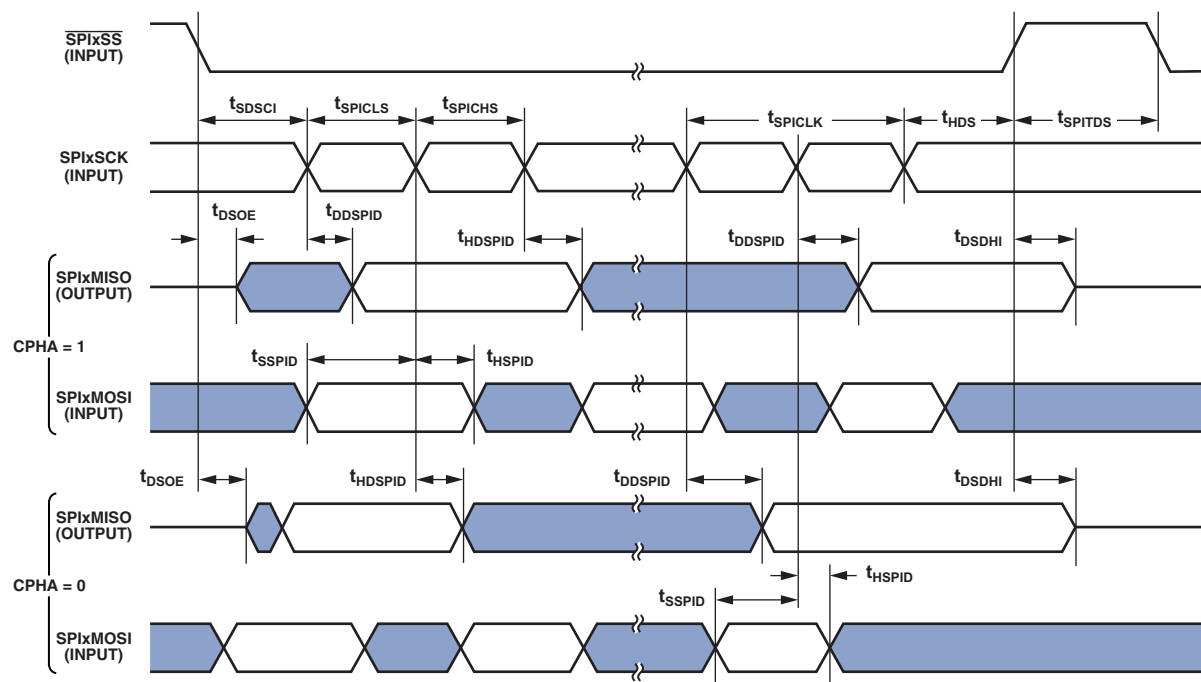 SPIxSS
(INPUT)
tSDSCI
tSPICLS
tSPICHS
tSPICLK
tHDS
tSPITDS
SPIxSCK
(INPUT)
tDSOE
tDDSPID
tHDSPID
tDDSPID
tDSDHI
SPIxMISO
(OUTPUT)
CPHA = 1
tSSPID
tHSPID
SPIxMOSI
(INPUT)
tDSOE
tHDSPID
tDDSPID
tDSDHI
SPIxMISO
(OUTPUT)
CPHA = 0
tHSPID
tSSPID
SPIxMOSI
(INPUT)